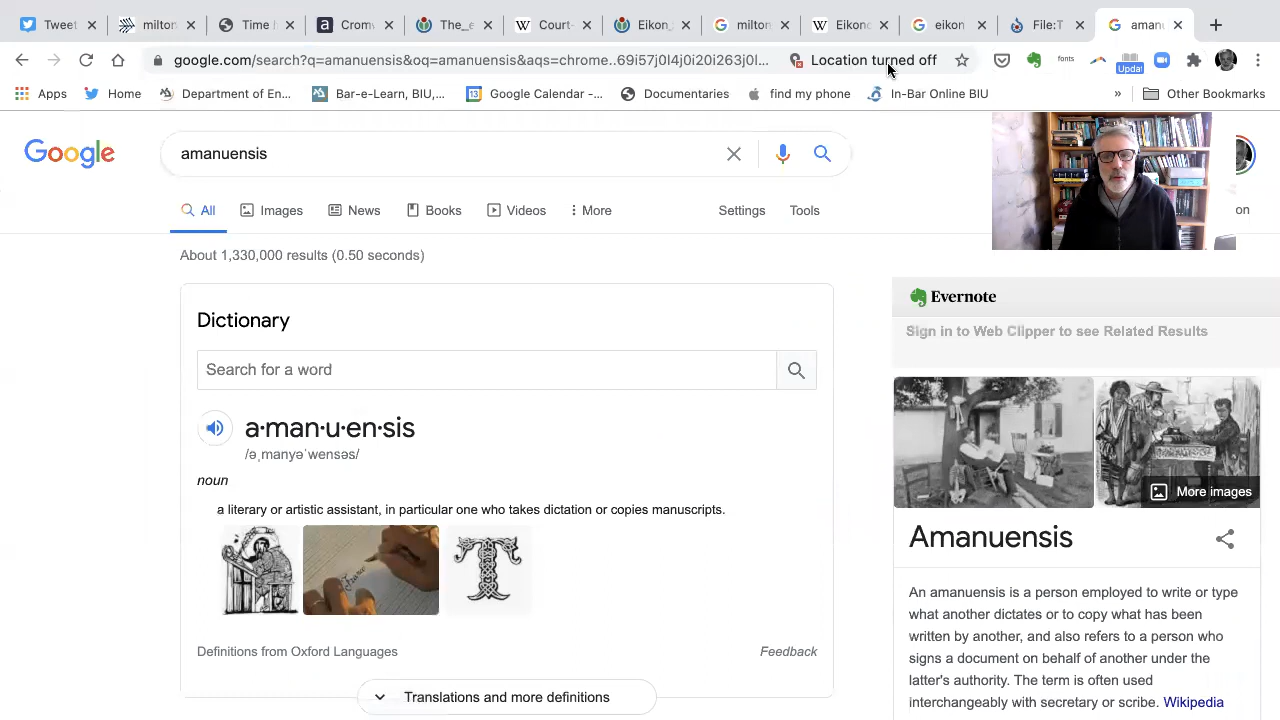 Tweet
milton
Time h
Cromv
The_e
Court-
Eikon_
milton
Eikono
eikon
File:T
amanu
google.com/search?q=amanuensis&oq=amanuensis&aqs=chrome..69i57j0l4j0i20i263j0l...
Location turned off
fonts
Updat
Apps
Home
Department of En...
Bar-e-Learn, BIU,...
Google Calendar -...
Documentaries
find my phone
In-Bar Online BIU
»
Other Bookmarks
Google
amanuensis
All
Images
News
Books
Videos
More
Settings
Tools
on
About 1,330,000 results (0.50 seconds)
Dictionary
Search for a word
a·man·u·en·sis
/əˌmanyəˈwensəs/
noun
a literary or artistic assistant, in particular one who takes dictation or copies manuscripts.
Definitions from Oxford Languages
Feedback
Translations and more definitions
Evernote
Sign in to Web Clipper to see Related Results
More images
Amanuensis
An amanuensis is a person employed to write or type
what another dictates or to copy what has been
written by another, and also refers to a person who
signs a document on behalf of another under the
latter's authority. The term is often used
interchangeably with secretary or scribe. Wikipedia